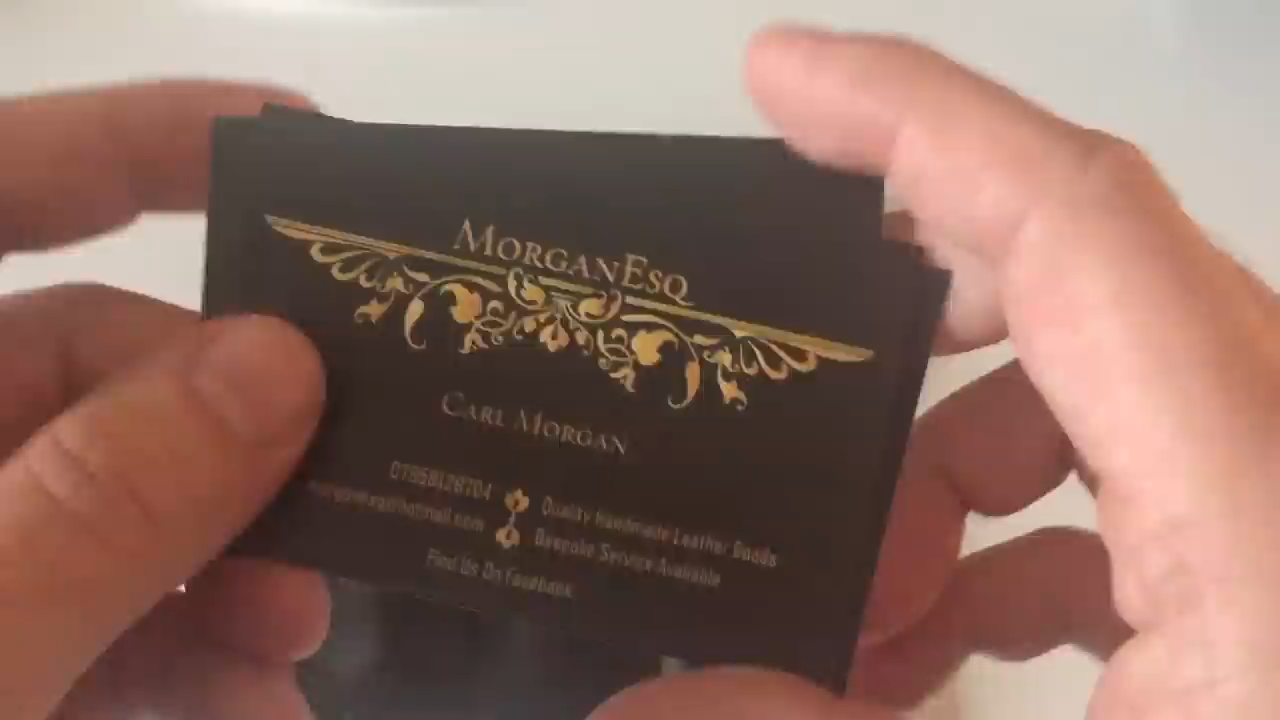 MorganEsq
Carl Morgan
Quality Handmade Leather Goods
Bespoke Service Available
Find Us On Facebook